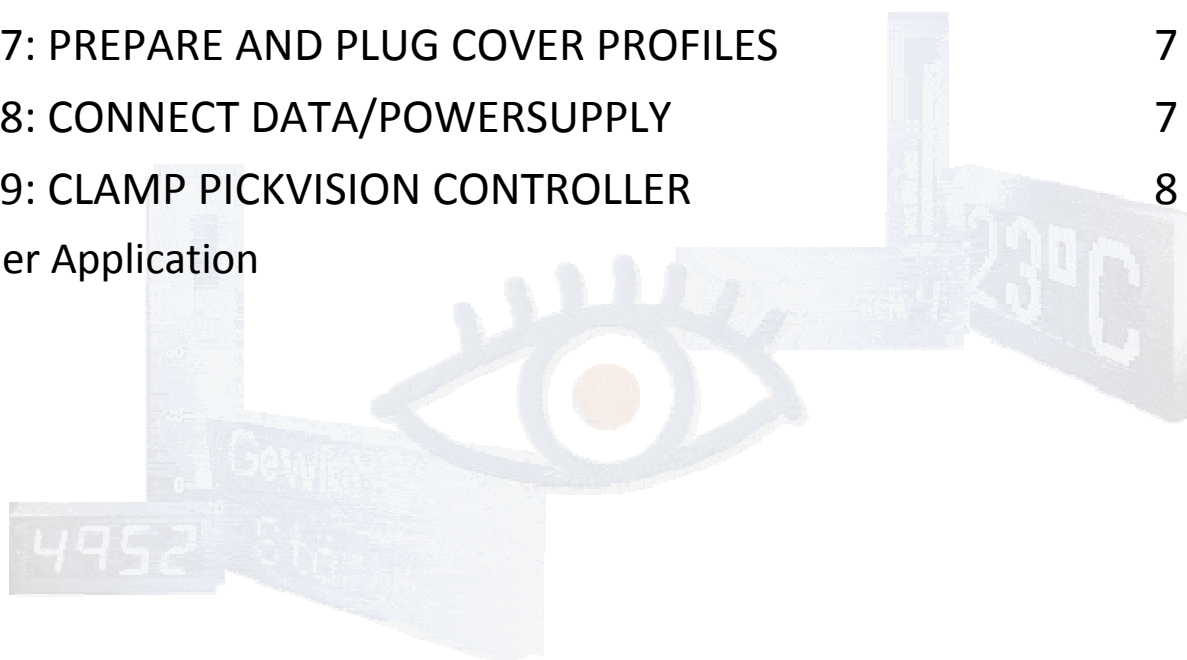 7: PREPARE AND PLUG COVER PROFILES 7
8: CONNECT DATA/POWERSUPPLY 7
9: CLAMP PICKVISION CONTROLLER 8
er Application
23°C
4952